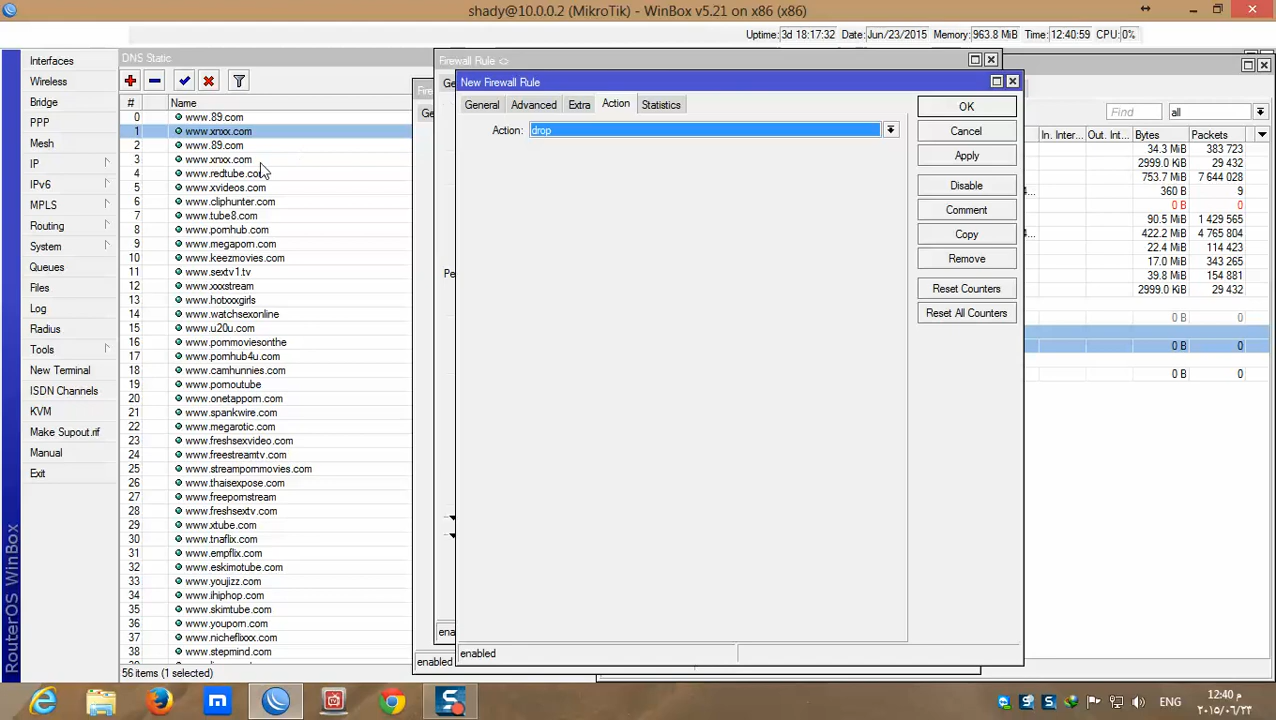 shady@10.0.0.2 (MikroTik) - WinBox v5.21 on x86 (x86)
Uptime: 3d 18:17:32 Date: Jun/23/2015 Memory: 963.8 MiB Time: 12:40:59 CPU: 0%
Interfaces
Wireless
Bridge
PPP
Mesh
IP
IPv6
MPLS
Routing
System
Queues
Files
Log
Radius
Tools
New Terminal
ISDN Channels
KVM
Make Supout.rif
Manual
Exit
RouterOS WinBox
DNS Static
# Name
0 www.89.com
1 www.xnxx.com
2 www.89.com
3 www.xnxx.com
4 www.redtube.com
5 www.xvideos.com
6 www.cliphunter.com
7 www.tube8.com
8 www.pornhub.com
9 www.megaporn.com
10 www.keezmovies.com
11 www.sextv1.tv
12 www.xxxstream
13 www.hotxxxgirls
14 www.watchsexonline
15 www.u20u.com
16 www.pornmoviesonthe
17 www.pornhub4u.com
18 www.camhunnies.com
19 www.pornoutube
20 www.onetapporn.com
21 www.spankwire.com
22 www.megarotic.com
23 www.freshsexvideo.com
24 www.freestreamtv.com
25 www.streampornmovies.com
26 www.thaisexpose.com
27 www.freepornstream
28 www.freshsextv.com
29 www.xtube.com
30 www.tnaflix.com
31 www.empflix.com
32 www.eskimotube.com
33 www.youjizz.com
34 www.ihiphop.com
35 www.skimtube.com
36 www.youporn.com
37 www.nicheflixxx.com
38 www.stepmind.com
39
56 items (1 selected)
Firewall Rule <>
Ge
Pe
ena
Fire
Ge
enabled
New Firewall Rule
General Advanced Extra Action Statistics
Action: drop
OK
Cancel
Apply
Disable
Comment
Copy
Remove
Reset Counters
Reset All Counters
enabled
Find all
In. Inter... Out. Int... Bytes Packets
34.3 MiB 383 723
2999.0 KiB 29 432
753.7 MiB 7 644 028
4... 360 B 9
0 B 0
90.5 MiB 1 429 565
4... 422.2 MiB 4 765 804
22.4 MiB 114 423
17.0 MiB 343 265
39.8 MiB 154 881
2999.0 KiB 29 432
0 B 0
0 B 0
0 B 0
ENG
12:40 م
٢٠١٥/٠٦/٢٣